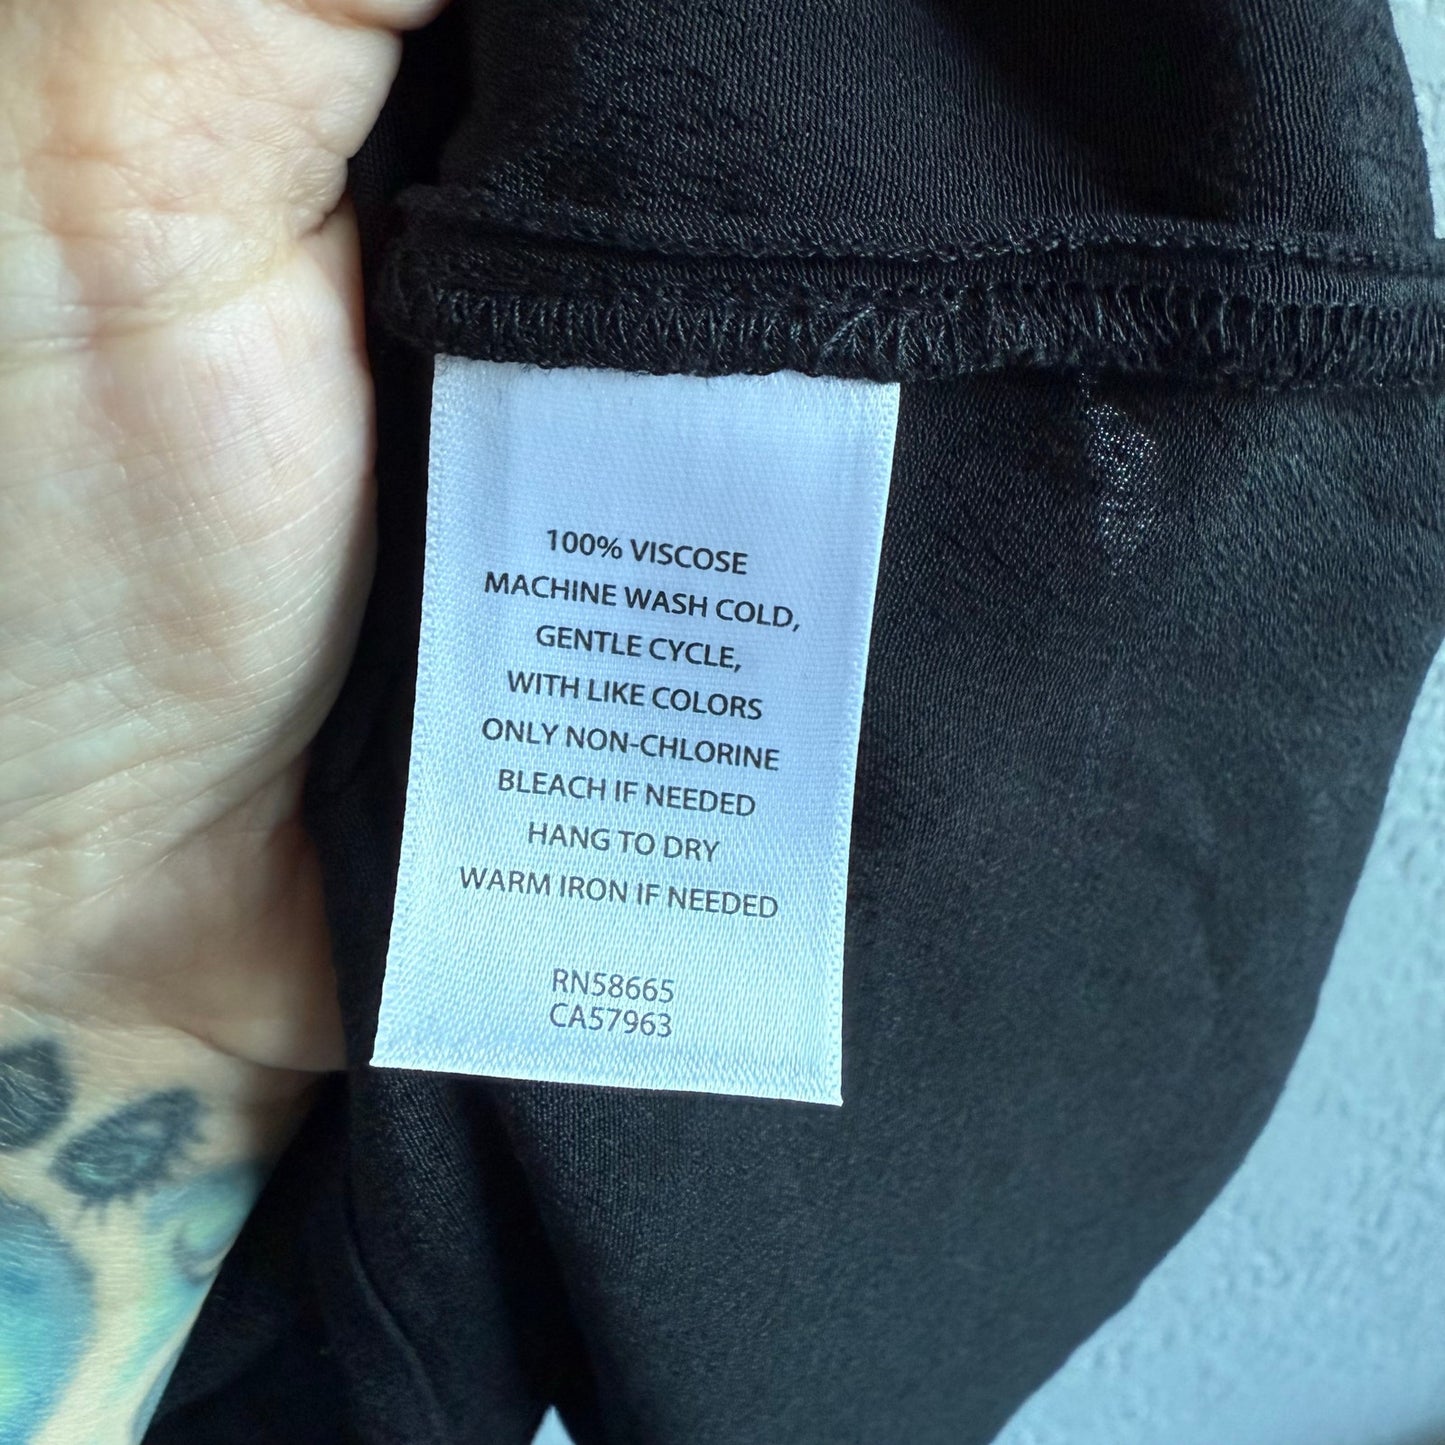 100% VISCOSE
MACHINE WASH COLD,
GENTLE CYCLE,
WITH LIKE COLORS
ONLY NON-CHLORINE
BLEACH IF NEEDED
HANG TO DRY
WARM IRON IF NEEDED
RN58665
CA57963